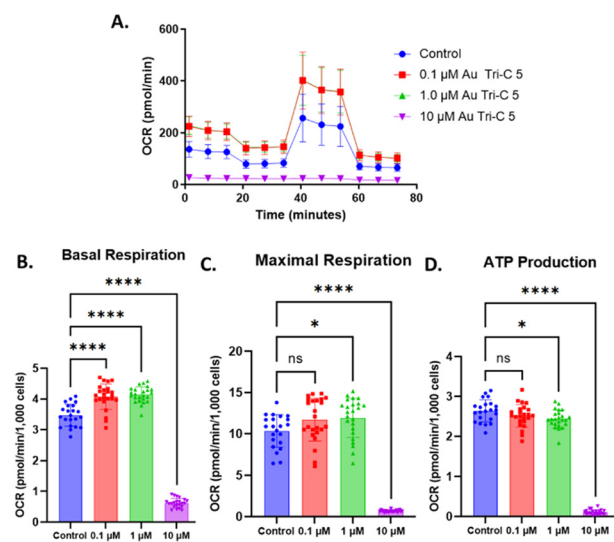 A.
600
400
200
0
OCR (pmol/min)
0 20 40 60 80
Time (minutes)
Control
0.1 µM Au Tri-C 5
1.0 µM Au Tri-C 5
10 µM Au Tri-C 5
B. Basal Respiration
****
****
****
5
4
3
2
1
0
OCR (pmol/min/1,000 cells)
Control 0.1 µM 1 µM 10 µM
C. Maximal Respiration
****
*
ns
20
15
10
5
0
OCR (pmol/min/1,000 cells)
Control 0.1 µM 1 µM 10 µM
D. ATP Production
****
*
ns
4
3
2
1
0
OCR (pmol/min/1,000 cells)
Control 0.1 µM 1 µM 10 µM